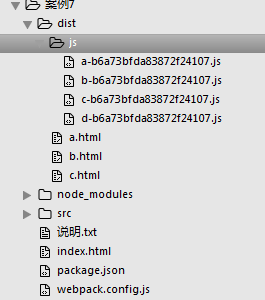 案例7
dist
js
a-b6a73bfda83872f24107.js
b-b6a73bfda83872f24107.js
c-b6a73bfda83872f24107.js
d-b6a73bfda83872f24107.js
a.html
b.html
c.html
node_modules
src
说明.txt
index.html
package.json
webpack.config.js